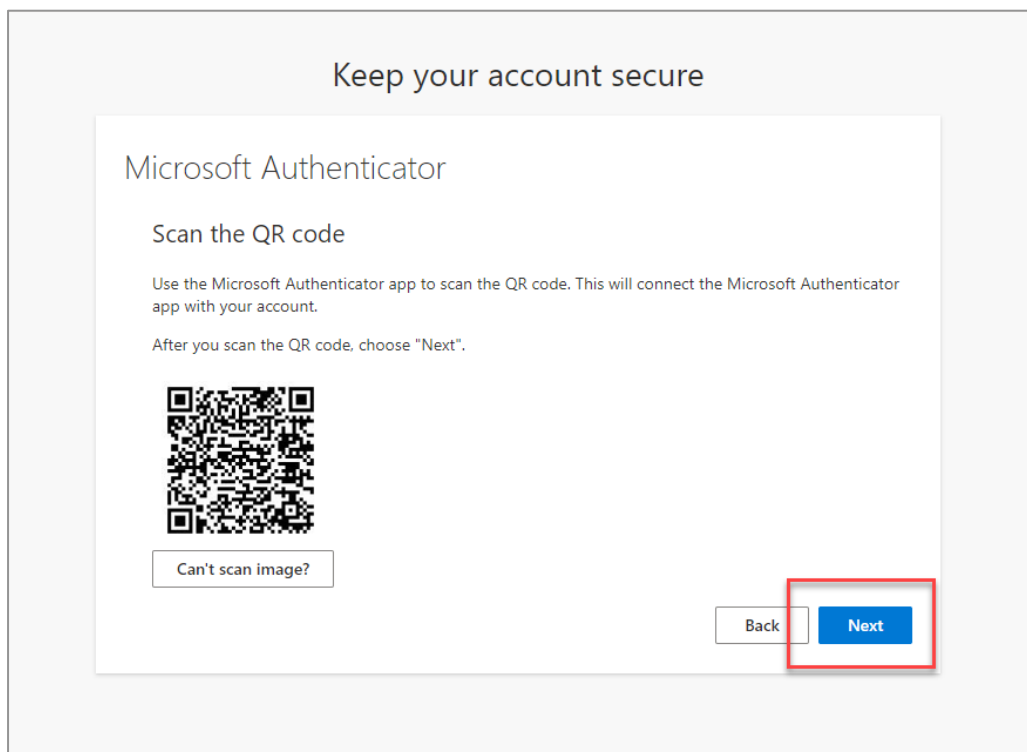 Keep your account secure
Microsoft Authenticator
Scan the QR code
Use the Microsoft Authenticator app to scan the QR code. This will connect the Microsoft Authenticator
app with your account.
After you scan the QR code, choose "Next".
Can't scan image?
Back
Next